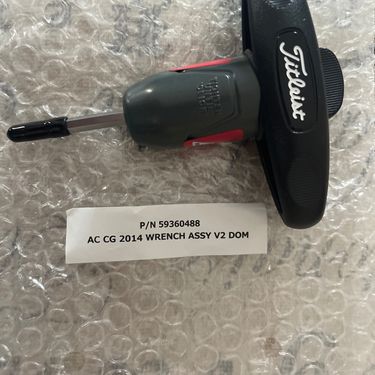 Titleist
P/N 59360488
AC CG 2014 WRENCH ASSY V2 DOM